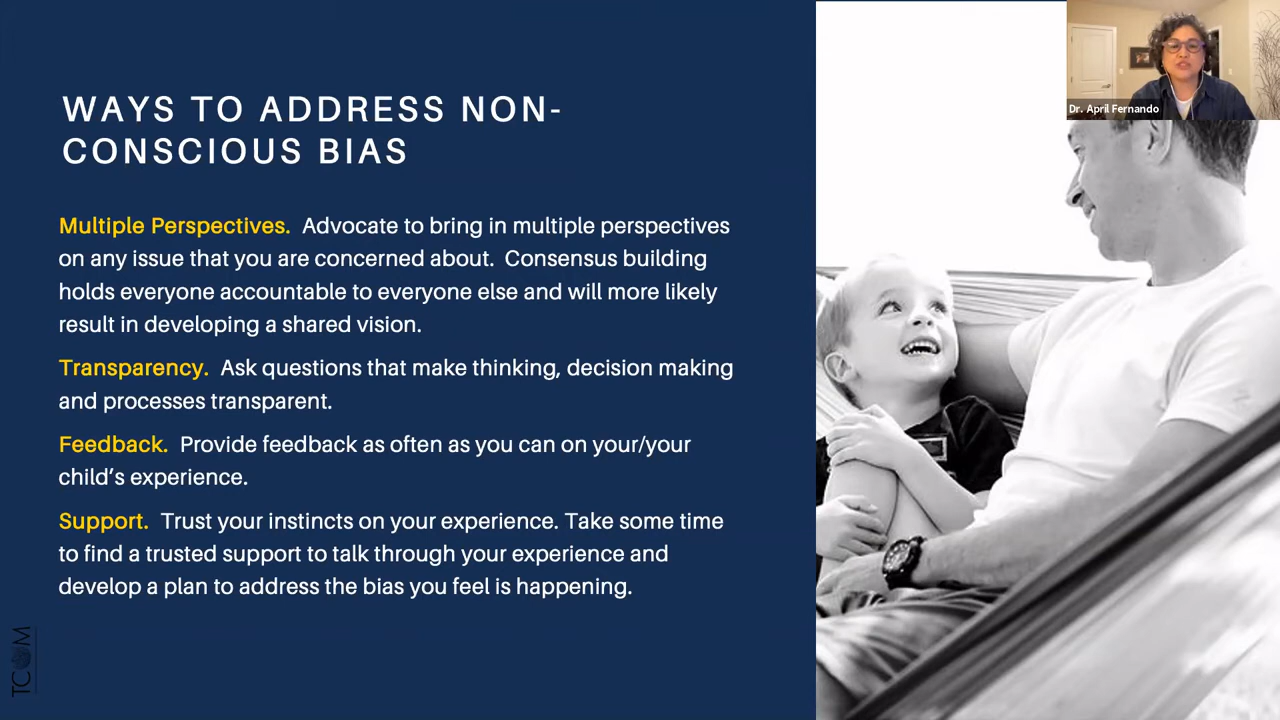 WAYS TO ADDRESS NON-
CONSCIOUS BIAS
Multiple Perspectives. Advocate to bring in multiple perspectives
on any issue that you are concerned about. Consensus building
holds everyone accountable to everyone else and will more likely
result in developing a shared vision.
Transparency. Ask questions that make thinking, decision making
and processes transparent.
Feedback. Provide feedback as often as you can on your/your
child’s experience.
Support. Trust your instincts on your experience. Take some time
to find a trusted support to talk through your experience and
develop a plan to address the bias you feel is happening.
TCOM
Dr. April Fernando